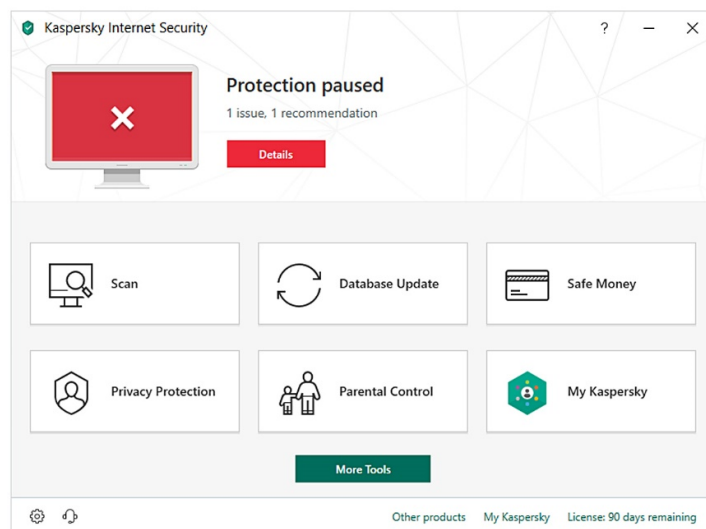 Kaspersky Internet Security
?
Protection paused
1 issue, 1 recommendation
Details
Scan
Database Update
Safe Money
Privacy Protection
Parental Control
My Kaspersky
More Tools
Other products My Kaspersky License: 90 days remaining